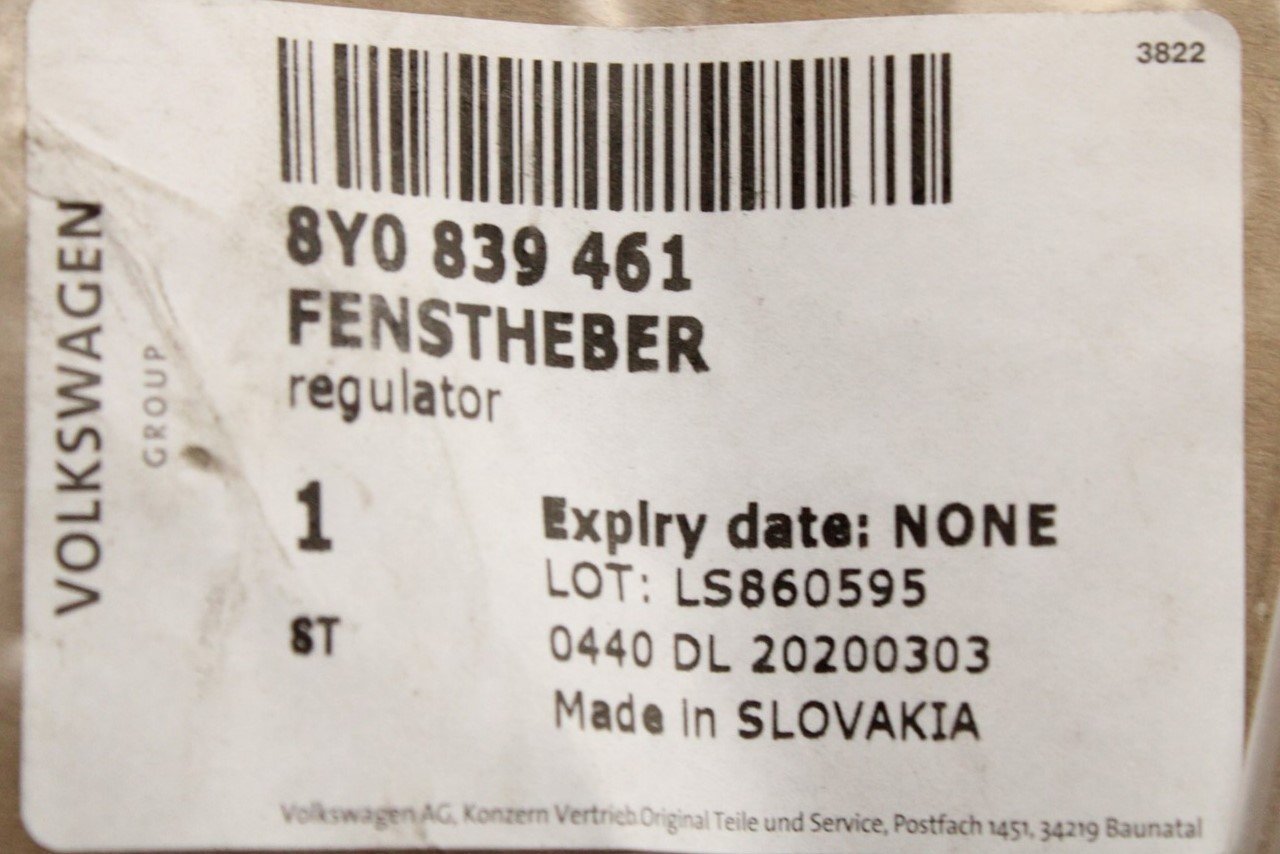 3822
8Y0 839 461
FENSTHEBER
regulator
VOLKSWAGEN
GROUP
1
ST
Expiry date: NONE
LOT: LS860595
0440 DL 20200303
Made in SLOVAKIA
Volkswagen AG, Konzern Vertrieb Original Teile und Service, Postfach 1451, 34219 Baunatal